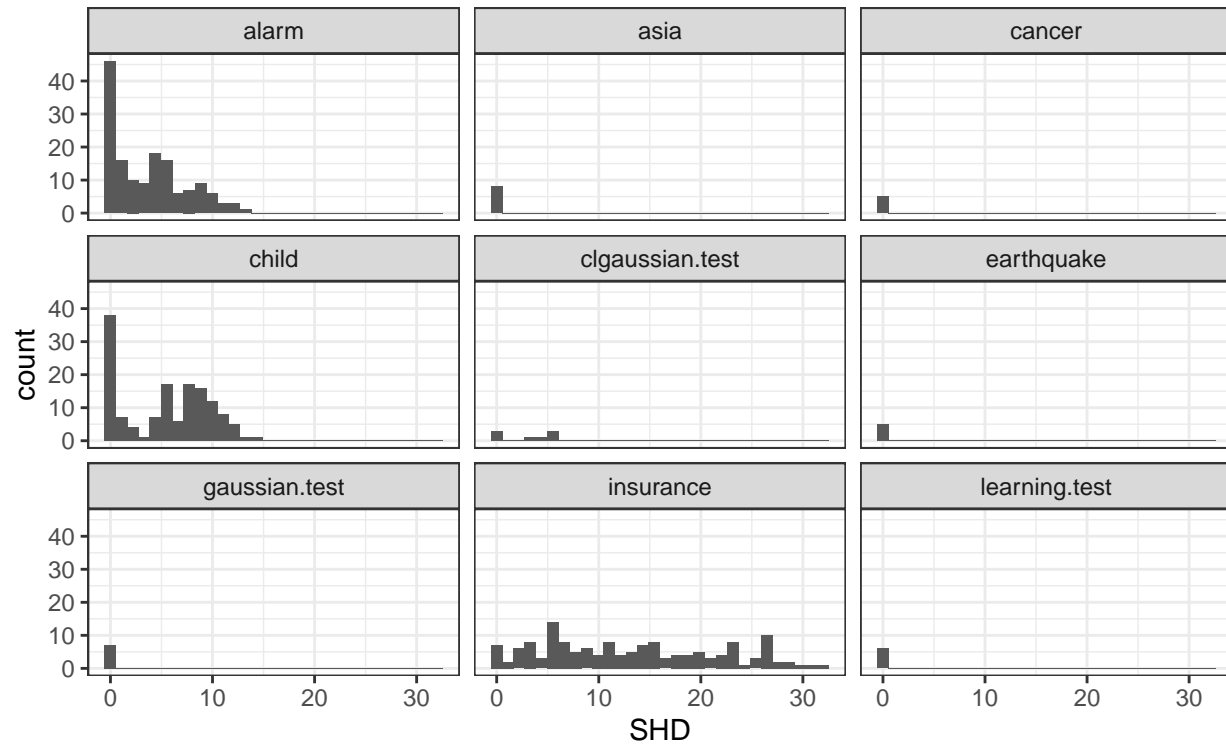 alarm asia cancer
40
30
20
10
0
child clgaussian.test earthquake
40
30
20
10
0
gaussian.test insurance learning.test
40
30
20
10
0
0 10 20 30 0 10 20 30 0 10 20 30
SHD
count